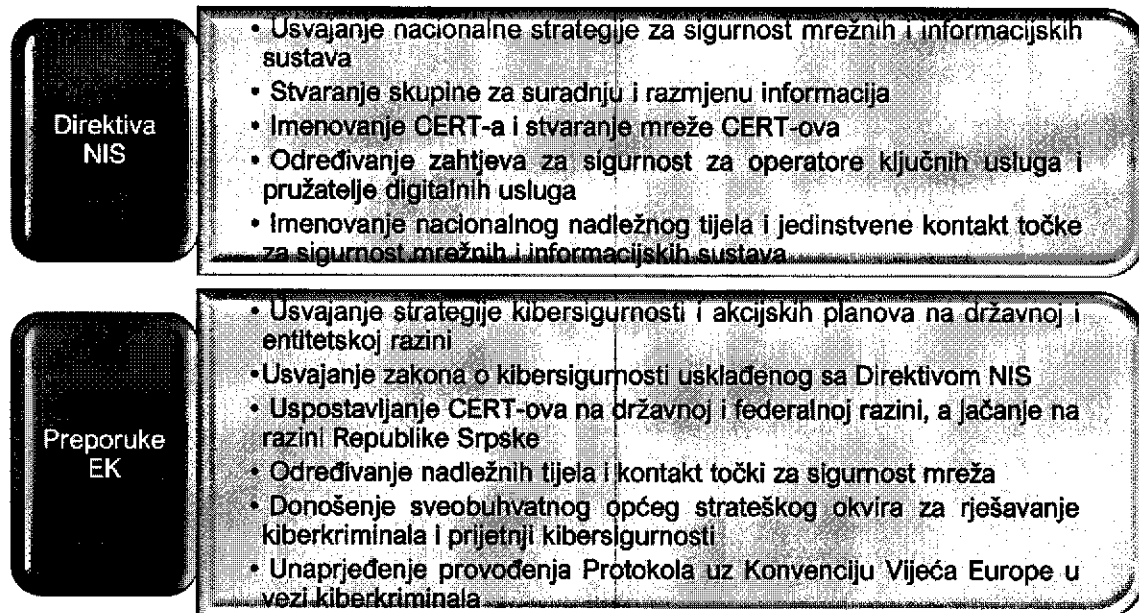 Direktiva
NIS
• Usvajanje nacionalne strategije za sigurnost mrežnih i informacijskih
sustava
• Stvaranje skupine za suradnju i razmjenu informacija
• Imenovanje CERT-a i stvaranje mreže CERT-ova
• Određivanje zahtjeva za sigurnost za operatore ključnih usluga i
pružatelje digitalnih usluga
• Imenovanje nacionalnog nadležnog tijela i jedinstvene kontakt točke
za sigurnost mrežnih i informacijskih sustava
Preporuke
EK
• Usvajanje strategije kibersigurnosti i akcijskih planova na državnoj i
entitetskoj razini
•Usvajanje zakona o kibersigurnosti usklađenog sa Direktivom NIS
• Uspostavljanje CERT-ova na državnoj i federalnoj razini, a jačanje na
razini Republike Srpske
• Određivanje nadležnih tijela i kontakt točki za sigurnost mreža
• Donošenje sveobuhvatnog općeg strateškog okvira za rješavanje
kiberkriminala i prijetnji kibersigurnosti
• Unaprjeđenje provođenja Protokola uz Konvenciju Vijeća Europe u
vezi kiberkriminala